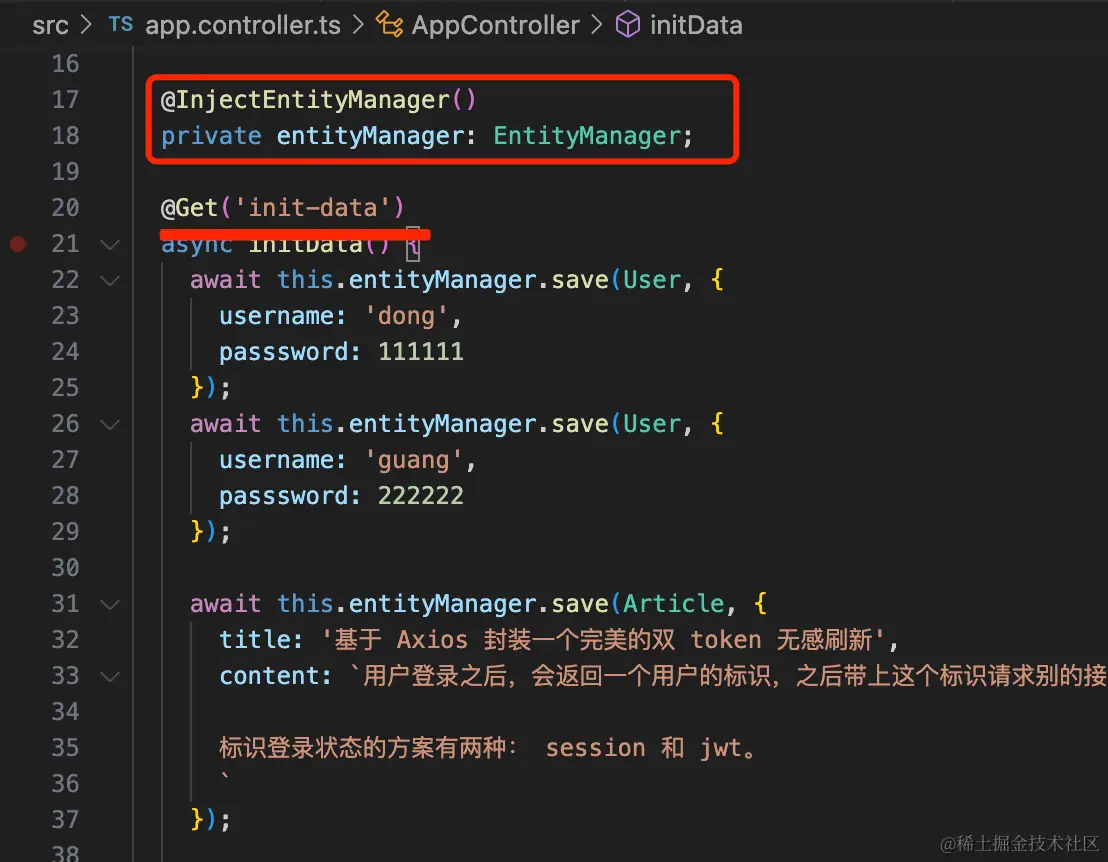 src > TS app.controller.ts > AppController > initData
16
17 @InjectEntityManager()
18 private entityManager: EntityManager;
19
20 @Get('init-data')
21 async initData() {
22 await this.entityManager.save(User, {
23 username: 'dong',
24 passsword: 111111
25 });
26 await this.entityManager.save(User, {
27 username: 'guang',
28 passsword: 222222
29 });
30
31 await this.entityManager.save(Article, {
32 title: '基于 Axios 封装一个完美的双 token 无感刷新',
33 content: `用户登录之后，会返回一个用户的标识，之后带上这个标识请求别的接
34
35 标识登录状态的方案有两种： session 和 jwt。
36 `
37 });
38
@稀土掘金技术社区